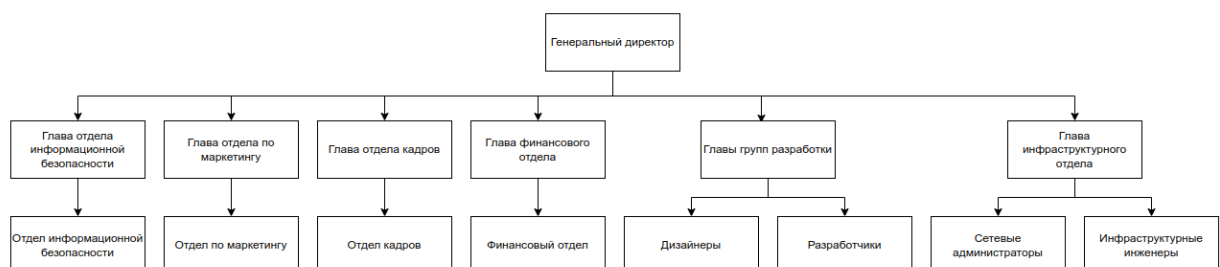 Генеральный директор
Глава отдела
информационной
безопасности
Глава отдела по
маркетингу
Глава отдела кадров
Глава финансового
отдела
Главы групп разработки
Глава
инфраструктурного
отдела
Отдел информационной
безопасности
Отдел по маркетингу
Отдел кадров
Финансовый отдел
Дизайнеры
Разработчики
Сетевые
администраторы
Инфраструктурные
инженеры